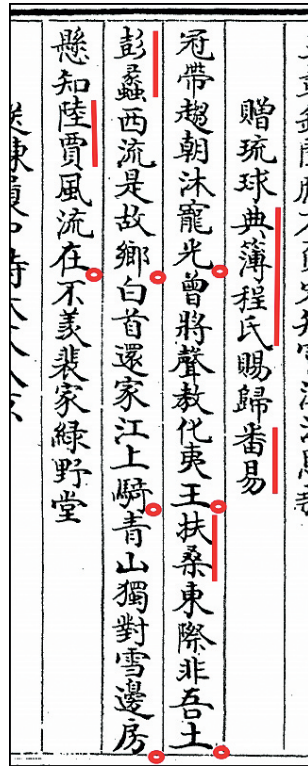 贈琉球典簿程氏賜歸番易
冠帶趨朝沐寵光曾將聲教化夷王扶桑東際非吾土
彭蠡西流是故鄉白首還家江上騎青山獨對雪邊房
懸知陸賈風流在不羨裴家緑野堂